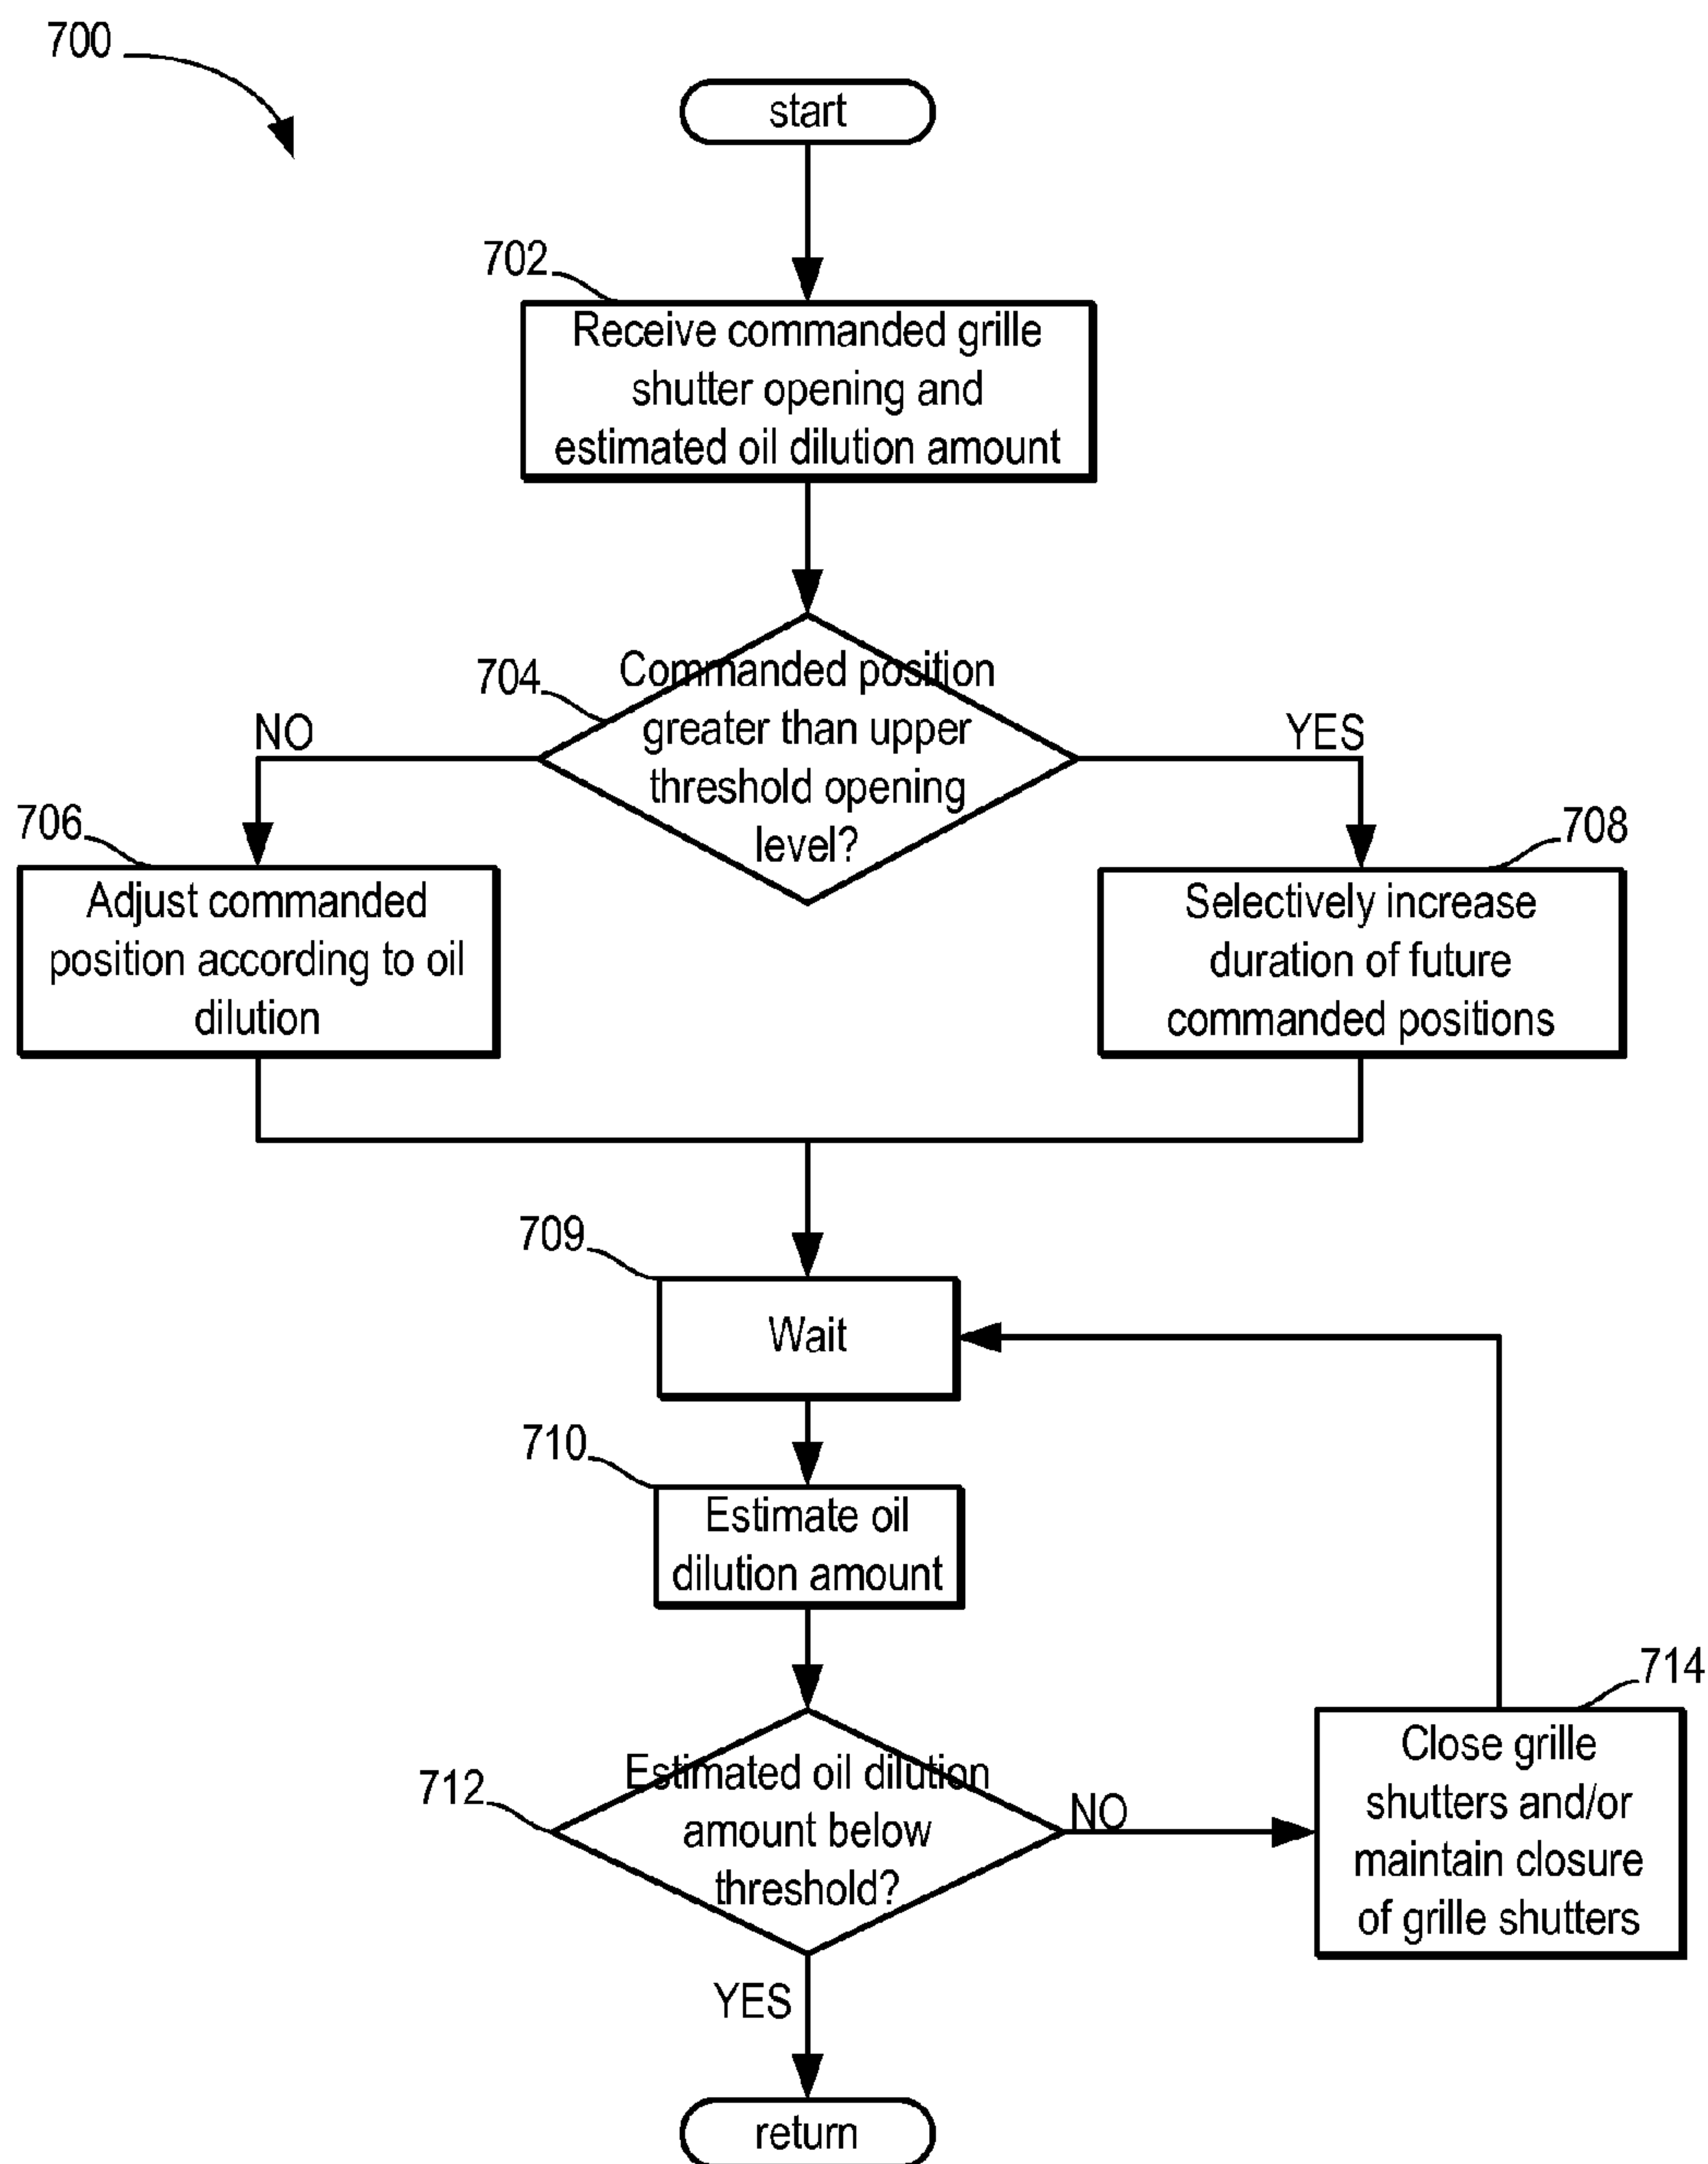 700
start
702
Receive commanded grille
shutter opening and
estimated oil dilution amount
704
Commanded position
greater than upper
threshold opening
level?
NO
YES
706
Adjust commanded
position according to oil
dilution
708
Selectively increase
duration of future
commanded positions
709
Wait
710
Estimate oil
dilution amount
712
Estimated oil dilution
amount below
threshold?
NO
714
Close grille
shutters and/or
maintain closure
of grille shutters
YES
return